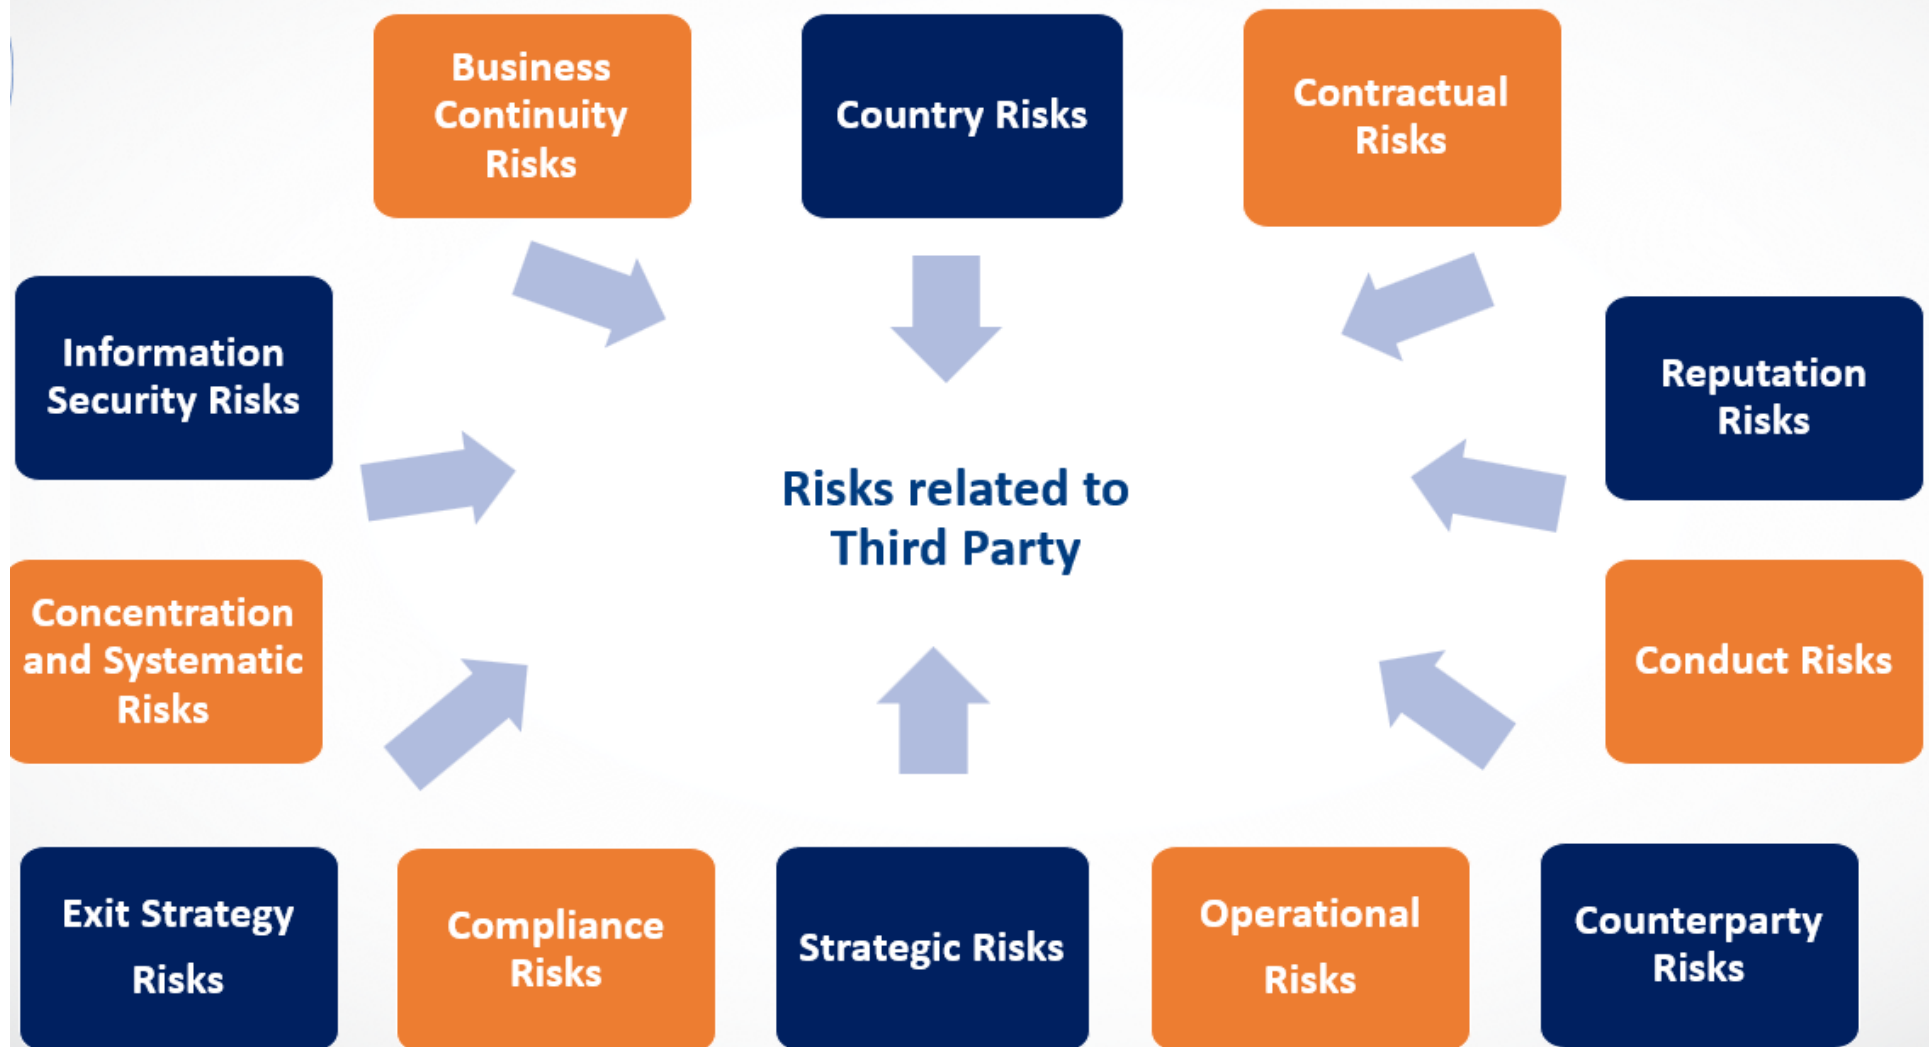 Business
Continuity
Risks
Country Risks
Contractual
Risks
Information
Security Risks
Reputation
Risks
Risks related to
Third Party
Concentration
and Systematic
Risks
Conduct Risks
Exit Strategy
Risks
Compliance
Risks
Strategic Risks
Operational
Risks
Counterparty
Risks